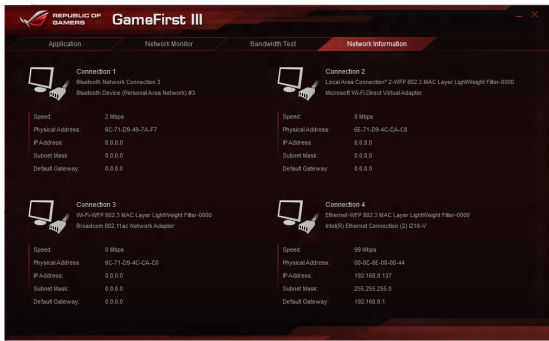 REPUBLIC OF
GAMERS
GameFirst III
Application
Network Monitor
Bandwidth Test
Network Information
Connection 1
Bluetooth Network Connection 3
Bluetooth Device (Personal Area Network) #3
Speed: 2 Mbps
Physical Address: 6C-71-D9-49-7A-F7
IP Address: 0.0.0.0
Subnet Mask: 0.0.0.0
Default Gateway: 0.0.0.0
Connection 2
Local Area Connection* 2-WFP 802.3 MAC Layer LightWeight Filter-0000
Microsoft Wi-Fi Direct Virtual Adapter
Speed: 0 Mbps
Physical Address: 6E-71-D9-4C-CA-C0
IP Address: 0.0.0.0
Subnet Mask: 0.0.0.0
Default Gateway: 0.0.0.0
Connection 3
Wi-Fi-WFP 802.3 MAC Layer LightWeight Filter-0000
Broadcom 802.11ac Network Adapter
Speed: 0 Mbps
Physical Address: 6C-71-D9-4C-CA-C0
IP Address: 0.0.0.0
Subnet Mask: 0.0.0.0
Default Gateway: 0.0.0.0
Connection 4
Ethernet-WFP 802.3 MAC Layer LightWeight Filter-0000
Intel(R) Ethernet Connection (2) I218-V
Speed: 99 Mbps
Physical Address: 00-0C-6E-00-00-44
IP Address: 192.168.0.137
Subnet Mask: 255.255.255.0
Default Gateway: 192.168.0.1